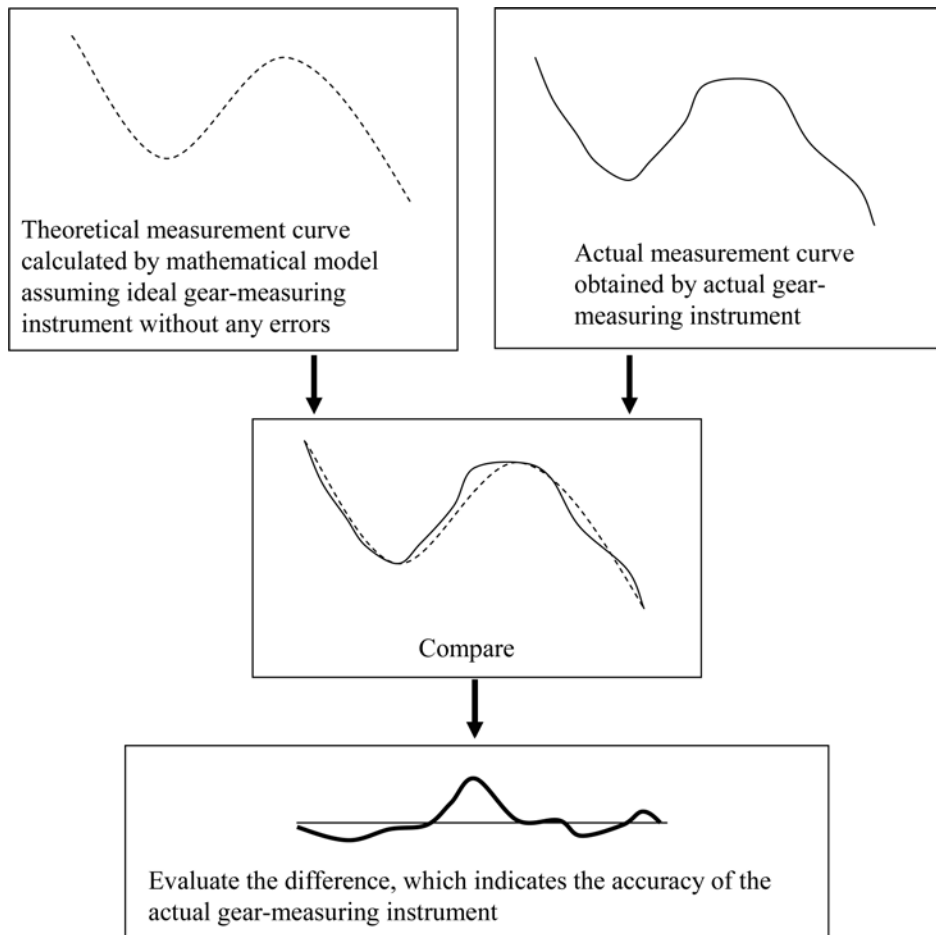 Theoretical measurement curve
calculated by mathematical model
assuming ideal gear-measuring
instrument without any errors
Actual measurement curve
obtained by actual gear-
measuring instrument
Compare
Evaluate the difference, which indicates the accuracy of the
actual gear-measuring instrument